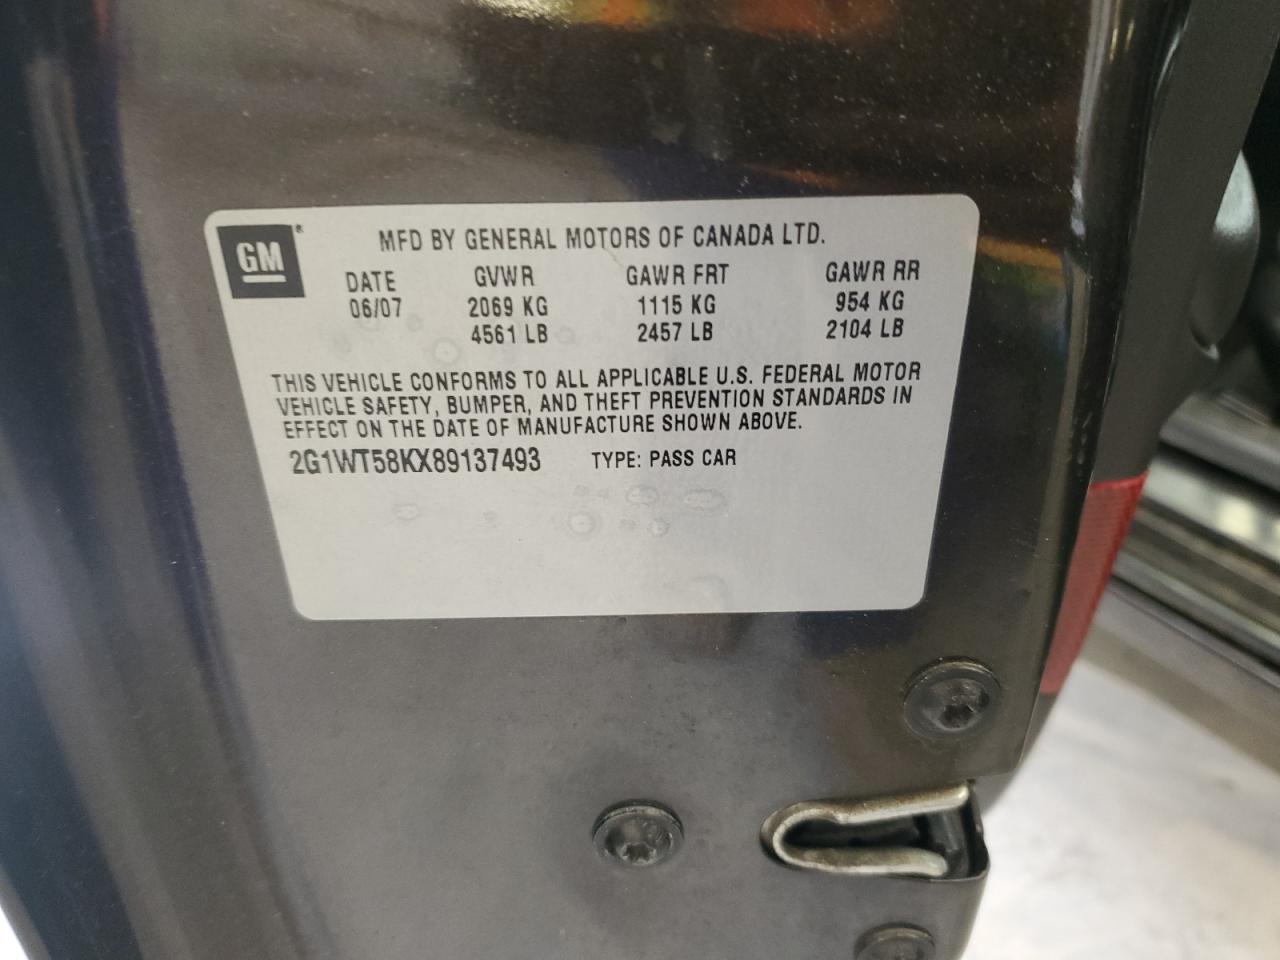 GM
MFD BY GENERAL MOTORS OF CANADA LTD.
DATE GVWR GAWR FRT GAWR RR
06/07 2069 KG 1115 KG 954 KG
4561 LB 2457 LB 2104 LB
THIS VEHICLE CONFORMS TO ALL APPLICABLE U.S. FEDERAL MOTOR
VEHICLE SAFETY, BUMPER, AND THEFT PREVENTION STANDARDS IN
EFFECT ON THE DATE OF MANUFACTURE SHOWN ABOVE.
2G1WT58KX89137493 TYPE: PASS CAR